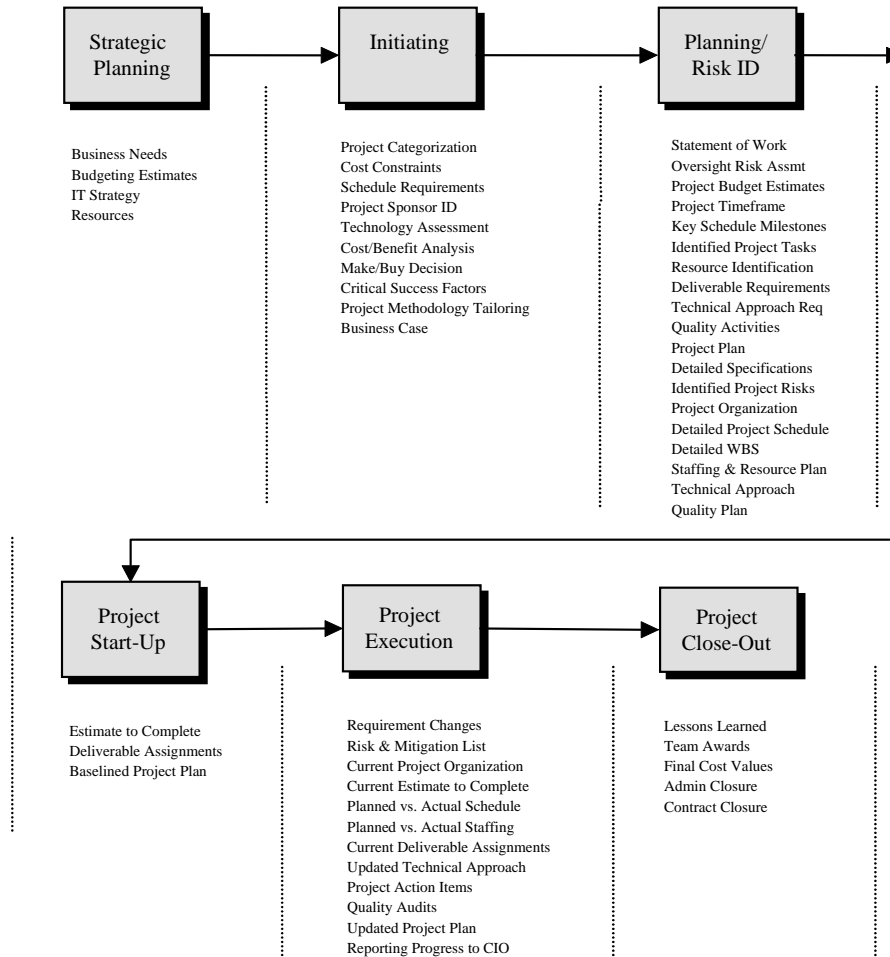 Strategic
Planning
Initiating
Planning/
Risk ID
Business Needs
Budgeting Estimates
IT Strategy
Resources
Project Categorization
Cost Constraints
Schedule Requirements
Project Sponsor ID
Technology Assessment
Cost/Benefit Analysis
Make/Buy Decision
Critical Success Factors
Project Methodology Tailoring
Business Case
Statement of Work
Oversight Risk Assmt
Project Budget Estimates
Project Timeframe
Key Schedule Milestones
Identified Project Tasks
Resource Identification
Deliverable Requirements
Technical Approach Req
Quality Activities
Project Plan
Detailed Specifications
Identified Project Risks
Project Organization
Detailed Project Schedule
Detailed WBS
Staffing & Resource Plan
Technical Approach
Quality Plan
Project
Start-Up
Project
Execution
Project
Close-Out
Estimate to Complete
Deliverable Assignments
Baselined Project Plan
Requirement Changes
Risk & Mitigation List
Current Project Organization
Current Estimate to Complete
Planned vs. Actual Schedule
Planned vs. Actual Staffing
Current Deliverable Assignments
Updated Technical Approach
Project Action Items
Quality Audits
Updated Project Plan
Reporting Progress to CIO
Lessons Learned
Team Awards
Final Cost Values
Admin Closure
Contract Closure